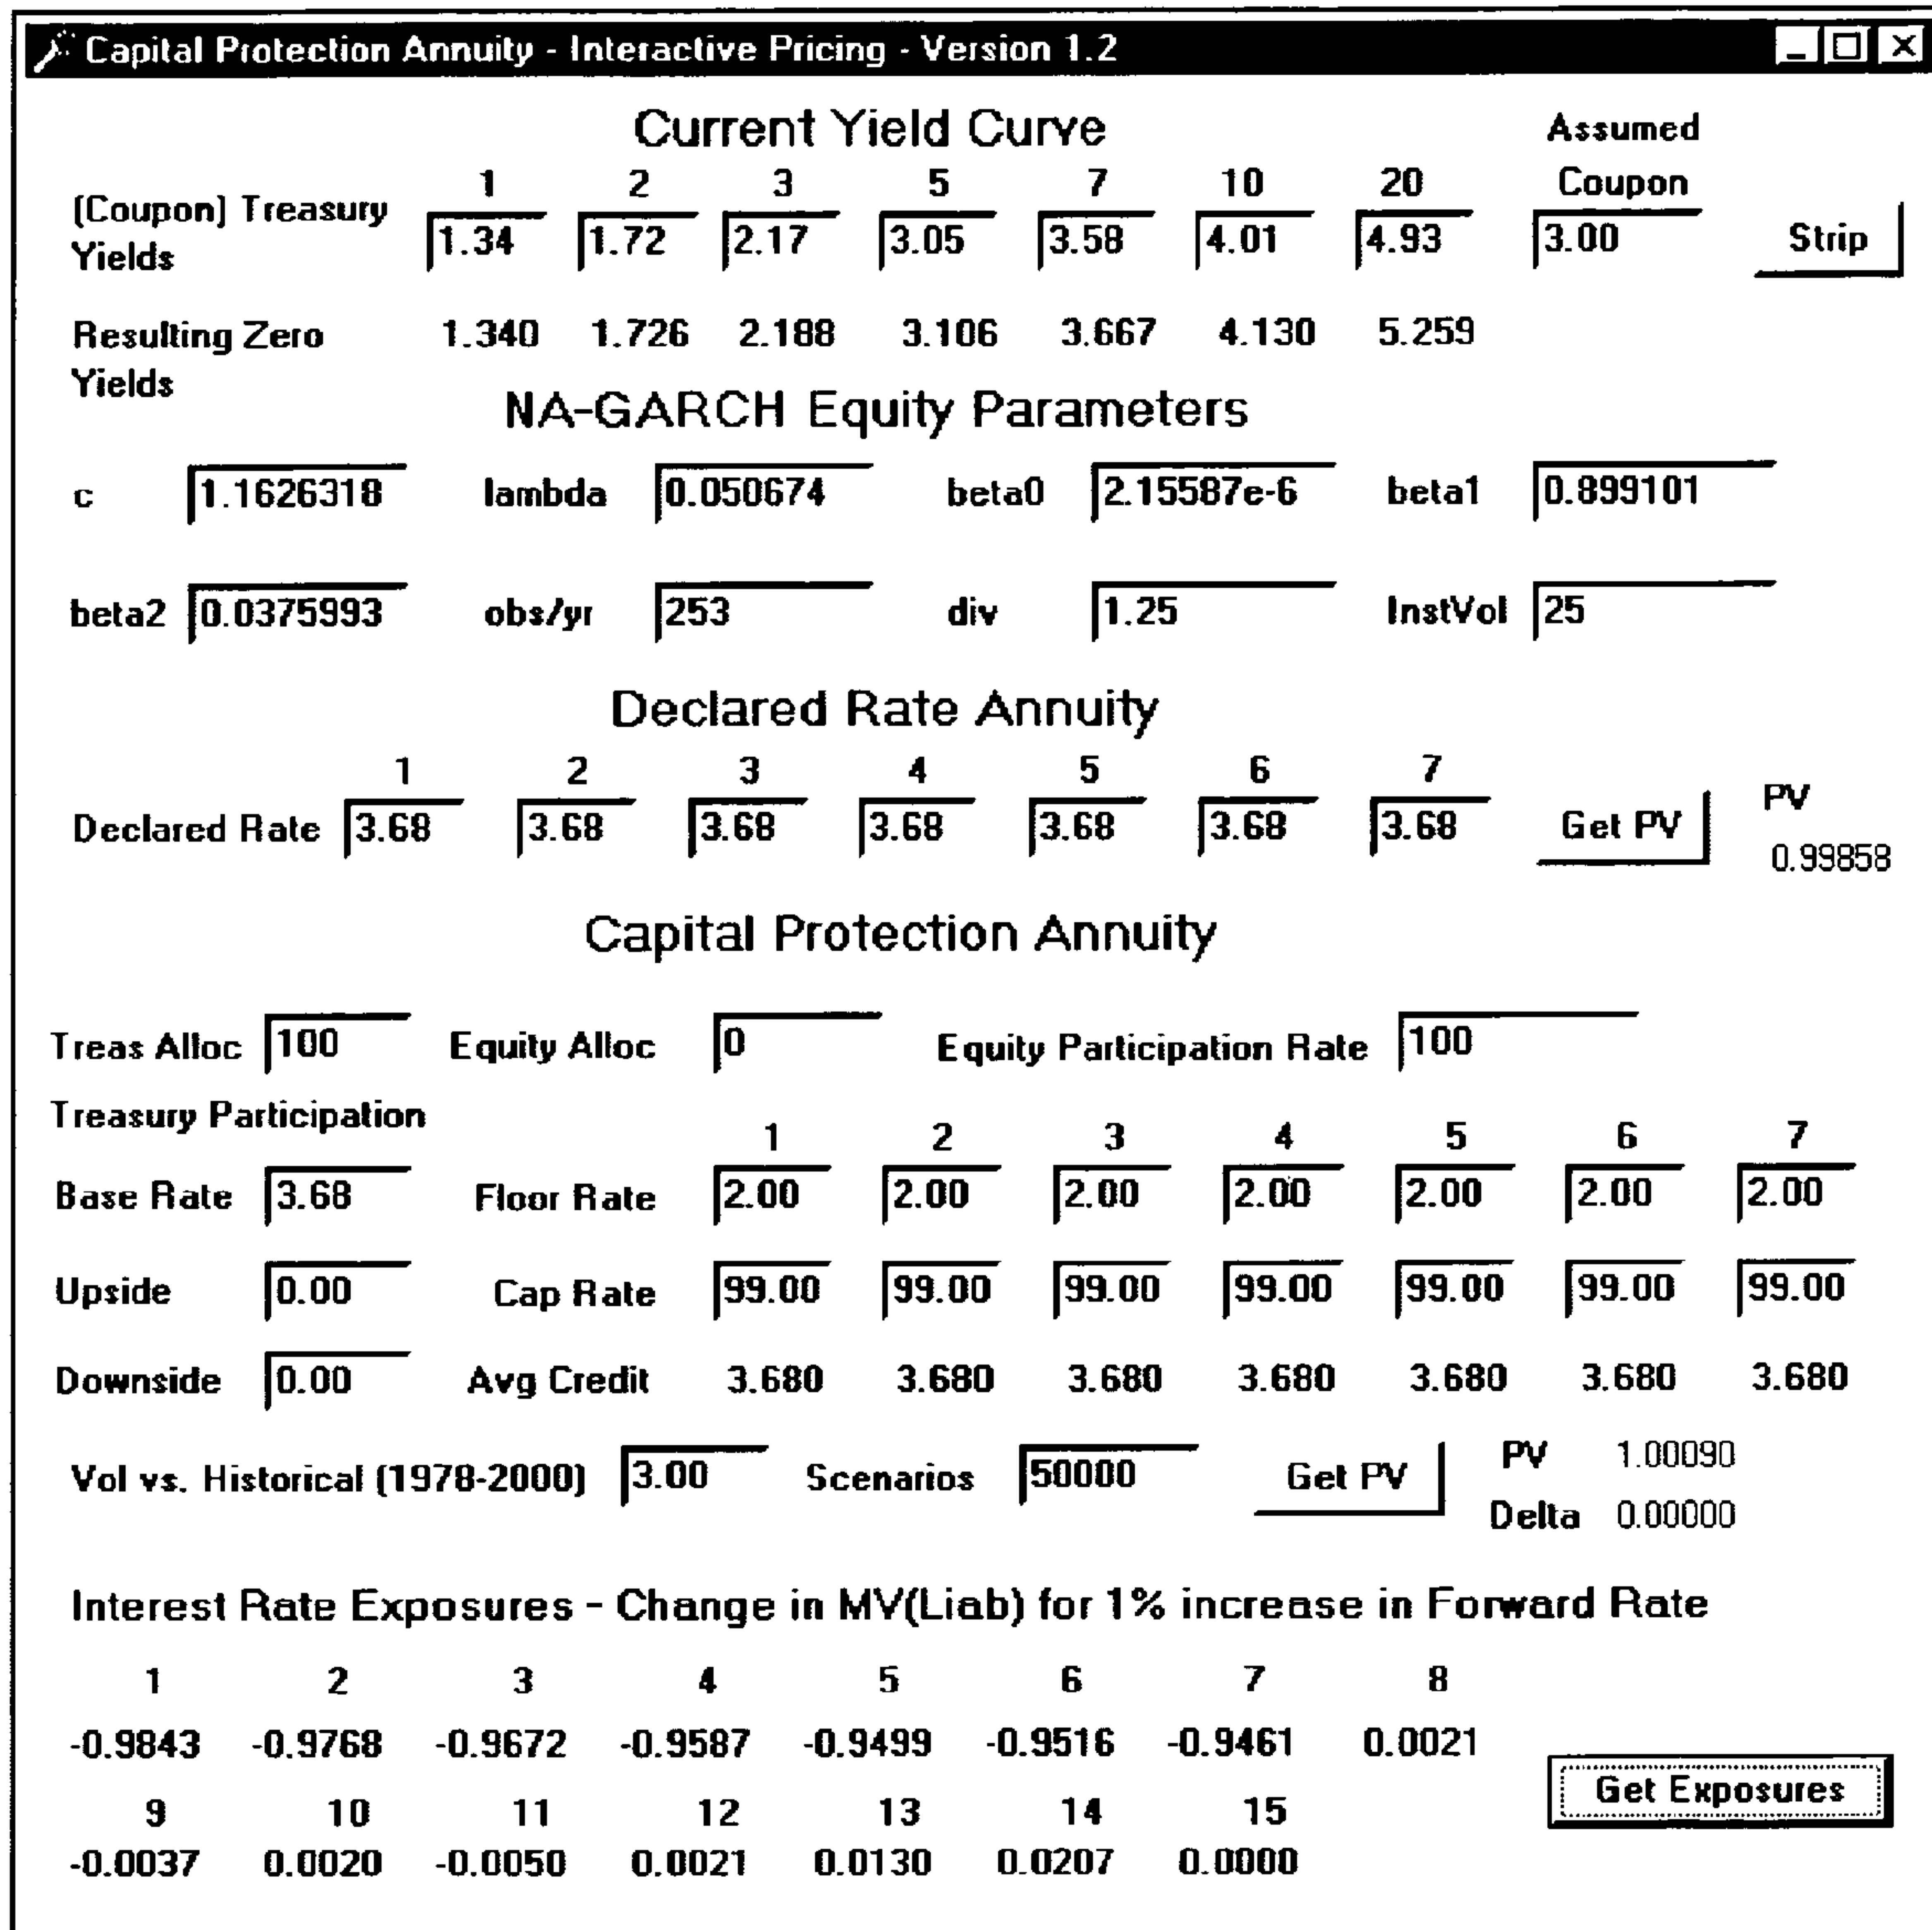 Capital Protection Annuity - Interactive Pricing - Version 1.2
Current Yield Curve
Assumed
1 2 3 5 7 10 20 Coupon
(Coupon) Treasury
Yields
1.34 1.72 2.17 3.05 3.58 4.01 4.93 3.00 Strip
Resulting Zero
Yields
1.340 1.726 2.188 3.106 3.667 4.130 5.259
NA-GARCH Equity Parameters
c 1.1626318 lambda 0.050674 beta0 2.15587e-6 beta1 0.899101
beta2 0.0375993 obs/yr 253 div 1.25 InstVol 25
Declared Rate Annuity
1 2 3 4 5 6 7
PV
Declared Rate 3.68 3.68 3.68 3.68 3.68 3.68 3.68 Get PV
0.99858
Capital Protection Annuity
Treas Alloc 100 Equity Alloc 0 Equity Participation Rate 100
Treasury Participation
1 2 3 4 5 6 7
Base Rate 3.68 Floor Rate 2.00 2.00 2.00 2.00 2.00 2.00 2.00
Upside 0.00 Cap Rate 99.00 99.00 99.00 99.00 99.00 99.00 99.00
Downside 0.00 Avg Credit 3.680 3.680 3.680 3.680 3.680 3.680 3.680
Vol vs. Historical (1978-2000) 3.00 Scenarios 50000 Get PV
PV 1.00090
Delta 0.00000
Interest Rate Exposures - Change in MV(Liab) for 1% increase in Forward Rate
1 2 3 4 5 6 7 8
-0.9843 -0.9768 -0.9672 -0.9587 -0.9499 -0.9516 -0.9461 0.0021
Get Exposures
9 10 11 12 13 14 15
-0.0037 0.0020 -0.0050 0.0021 0.0130 0.0207 0.0000